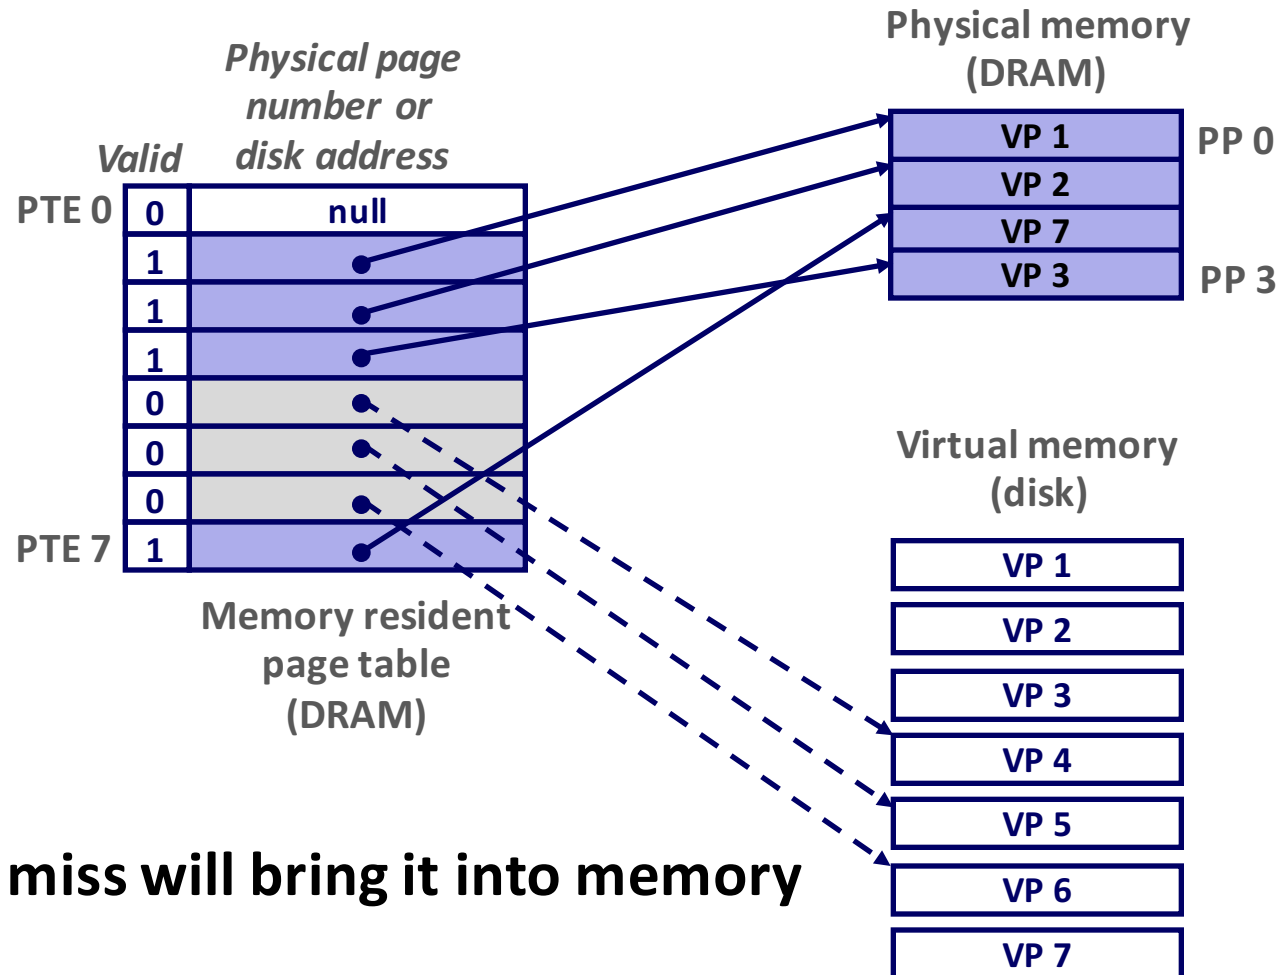 Physical page
number or
disk address
Valid
PTE 0
0
null
1
1
1
0
0
0
PTE 7
1
Memory resident
page table
(DRAM)
Physical memory
(DRAM)
VP 1
PP 0
VP 2
VP 7
VP 3
PP 3
Virtual memory
(disk)
VP 1
VP 2
VP 3
VP 4
VP 5
VP 6
VP 7
miss will bring it into memory